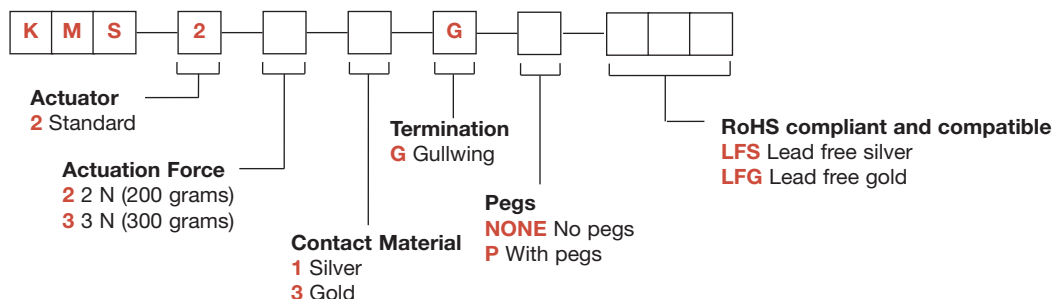 K M S 2 G
Actuator
2 Standard
Actuation Force
2 2 N (200 grams)
3 3 N (300 grams)
Contact Material
1 Silver
3 Gold
Termination
G Gullwing
Pegs
NONE No pegs
P With pegs
RoHS compliant and compatible
LFS Lead free silver
LFG Lead free gold